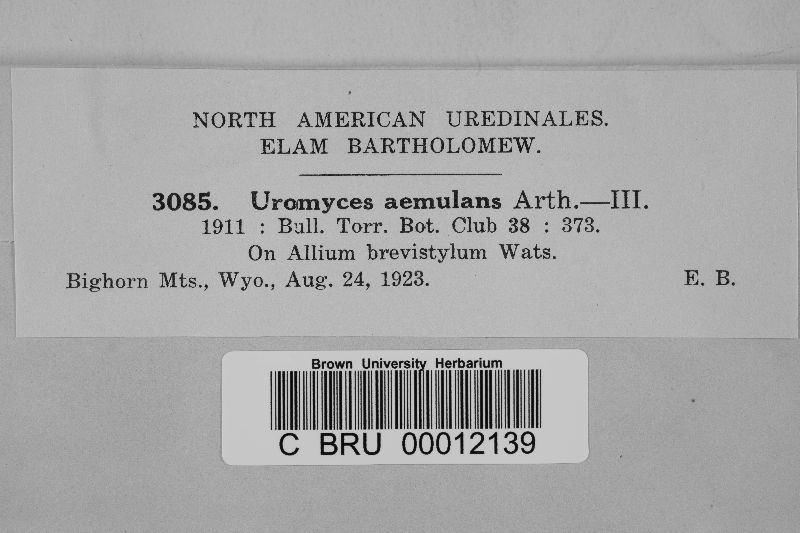 NORTH AMERICAN UREDINALES.
ELAM BARTHOLOMEW.
3085. Uromyces aemulans Arth.—III.
1911 : Bull. Torr. Bot. Club 38 : 373.
On Allium brevistylum Wats.
Bighorn Mts., Wyo., Aug. 24, 1923. E. B.
Brown University Herbarium
C BRU 00012139